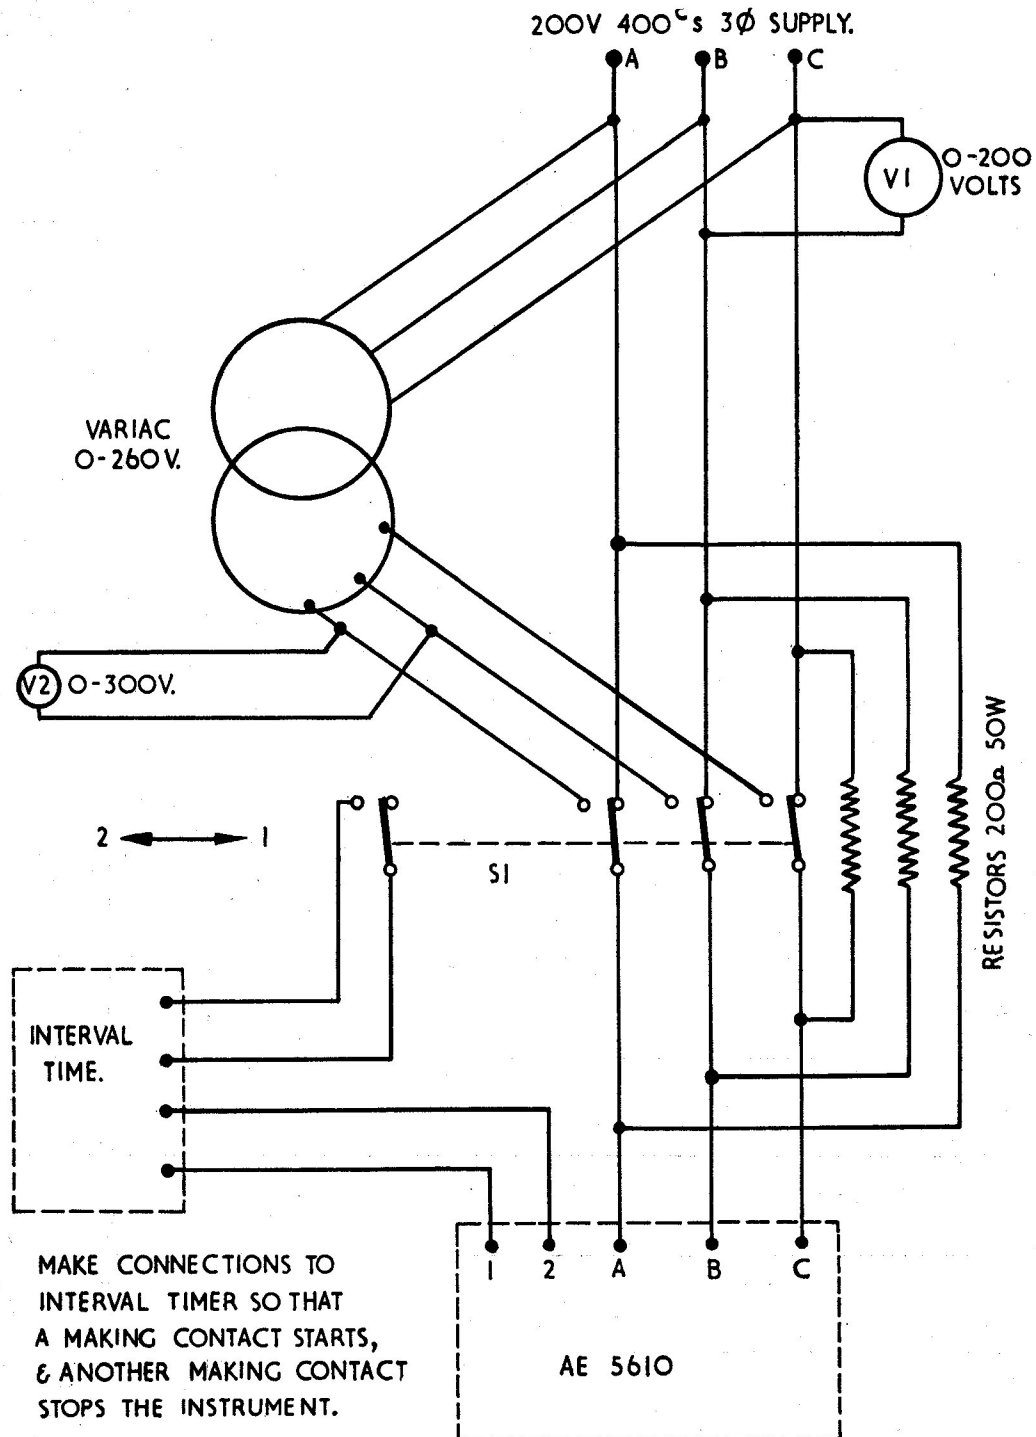 200V 400ᶜs 3Ø SUPPLY.
A
B
C
V1
0-200
VOLTS
VARIAC
0-260V.
V2
0-300V.
2
1
S1
RESISTORS 200Ω 50W
INTERVAL
TIME.
1
2
A
B
C
AE 5610
MAKE CONNECTIONS TO
INTERVAL TIMER SO THAT
A MAKING CONTACT STARTS,
& ANOTHER MAKING CONTACT
STOPS THE INSTRUMENT.